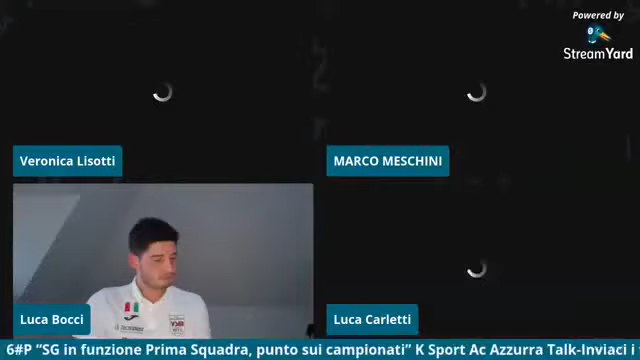 Powered by
StreamYard
Veronica Lisotti
MARCO MESCHINI
Luca Bocci
Luca Carletti
6#P “SG in funzione Prima Squadra, punto sui campionati” K Sport Ac Azzurra Talk-Inviaci i